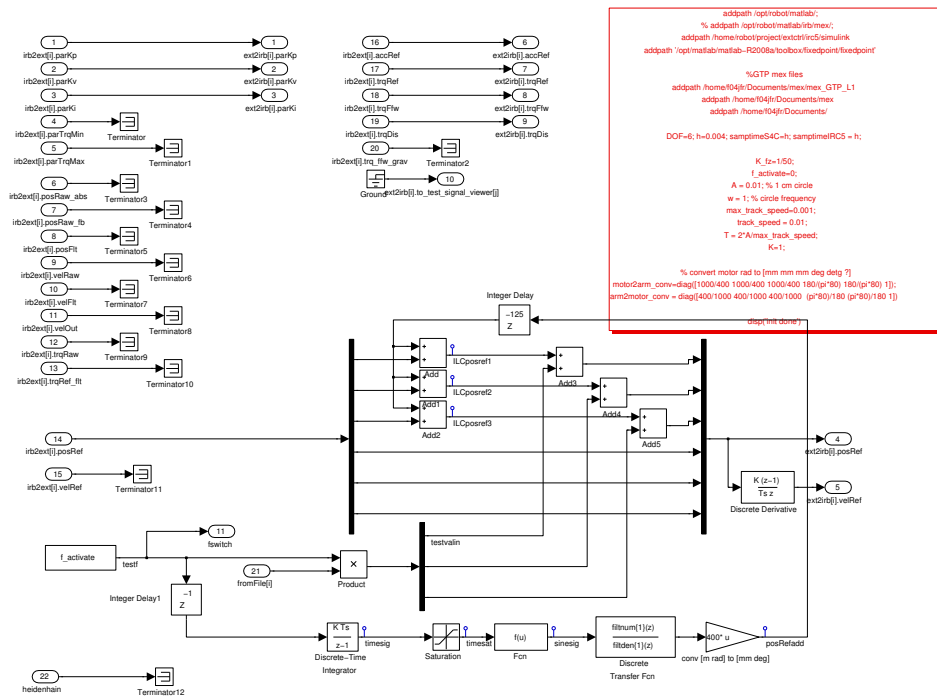 addpath /opt/robot/matlab/;
% addpath /opt/robot/matlab/irb/mex/;
addpath /home/robot/project/extctrl/irc5/simulink
addpath '/opt/matlab/matlab-R2008a/toolbox/fixedpoint/fixedpoint'
%GTP mex files
addpath /home/f04jfr/Documents/mex/mex_GTP_L1
addpath /home/f04jfr/Documents/mex
addpath /home/f04jfr/Documents/
DOF=6; h=0.004; samptimeS4C=h; samptimeIRC5 = h;
K_fz=1/50;
f_activate=0;
A = 0.01; % 1 cm circle
w = 1; % circle frequency
max_track_speed=0.001;
track_speed = 0.01;
T = 2*A/max_track_speed;
K=1;
% convert motor rad to [mm mm mm deg detg ?]
motor2arm_conv=diag([1000/400 1000/400 1000/400 180/(pi*80) 180/(pi*80) 1]);
arm2motor_conv = diag([400/1000 400/1000 400/1000 (pi*80)/180 (pi*80)/180 1])
disp('init done')
1
irb2ext[i].parKp
1
ext2irb[i].parKp
2
irb2ext[i].parKv
2
ext2irb[i].parKv
3
irb2ext[i].parKi
3
ext2irb[i].parKi
4
irb2ext[i].parTrqMin
Terminator
5
irb2ext[i].parTrqMax
Terminator1
6
irb2ext[i].posRaw_abs
Terminator3
7
irb2ext[i].posRaw_fb
Terminator4
8
irb2ext[i].posFlt
Terminator5
9
irb2ext[i].velRaw
Terminator6
10
irb2ext[i].velFlt
Terminator7
11
irb2ext[i].velOut
Terminator8
12
irb2ext[i].trqRaw
Terminator9
13
irb2ext[i].trqRef_flt
Terminator10
16
irb2ext[i].accRef
6
ext2irb[i].accRef
17
irb2ext[i].trqRef
7
ext2irb[i].trqRef
18
irb2ext[i].trqFfw
8
ext2irb[i].trqFfw
19
irb2ext[i].trqDis
9
ext2irb[i].trqDis
20
irb2ext[i].trq_ffw_grav
Terminator2
Ground
10
ext2irb[i].to_test_signal_viewer[j]
Integer Delay
−125
Z
+
+
Add
ILCposref1
+
+
Add1
ILCposref2
+
+
Add2
ILCposref3
+
+
Add3
+
+
Add4
+
+
Add5
14
irb2ext[i].posRef
15
irb2ext[i].velRef
Terminator11
4
ext2irb[i].posRef
K (z−1)
Ts z
Discrete Derivative
5
ext2irb[i].velRef
11
fswitch
f_activate
testf
21
fromFile[i]
×
Product
testvalin
−1
Z
Integer Delay1
K Ts
z−1
Discrete−Time
Integrator
timesig
Saturation
timesat
f(u)
Fcn
sinesig
filtnum{1}(z)
filtden{1}(z)
Discrete
Transfer Fcn
400* u
conv [m rad] to [mm deg]
posRefadd
22
heidenhain
Terminator12